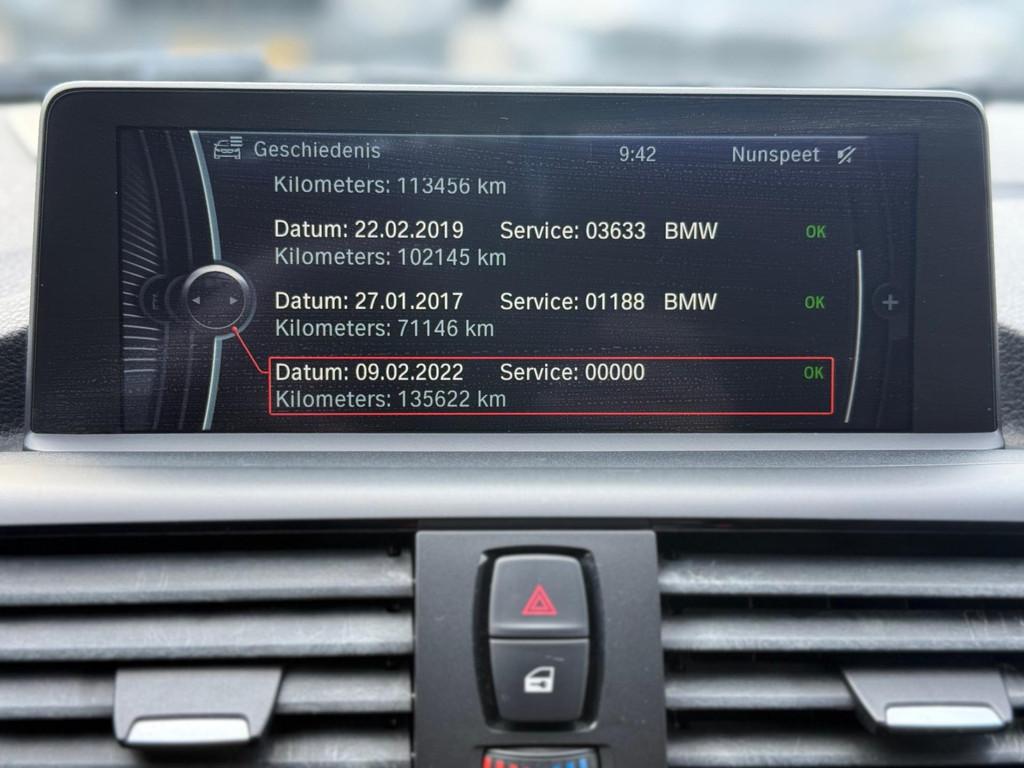 Geschiedenis 9:42 Nunspeet
Kilometers: 113456 km
Datum: 22.02.2019 Service: 03633 BMW OK
Kilometers: 102145 km
Datum: 27.01.2017 Service: 01188 BMW OK
Kilometers: 71146 km
Datum: 09.02.2022 Service: 00000 OK
Kilometers: 135622 km